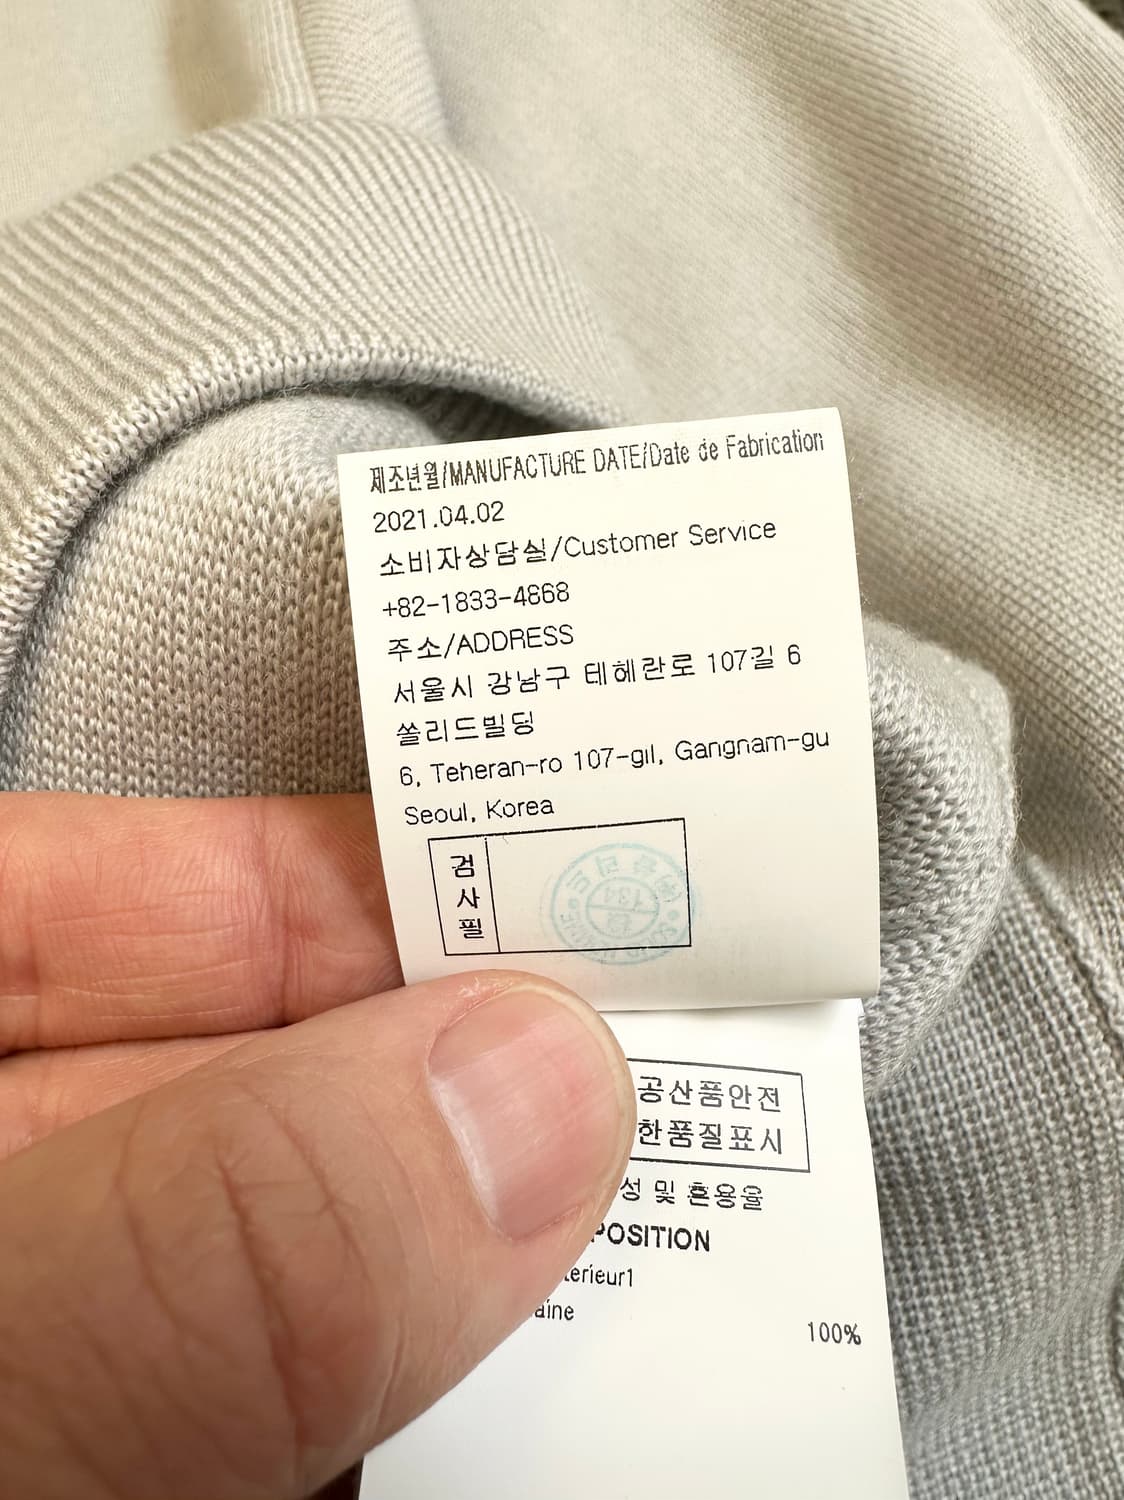 제조년월/MANUFACTURE DATE/Date de Fabrication
2021.04.02
소비자상담실/Customer Service
+82-1833-4868
주소/ADDRESS
서울시 강남구 테헤란로 107길 6
쏠리드빌딩
6, Teheran-ro 107-gil, Gangnam-gu
Seoul, Korea
검사필
134
공산품안전
한품질표시
성 및 혼용율
POSITION
terieur1
aine
100%